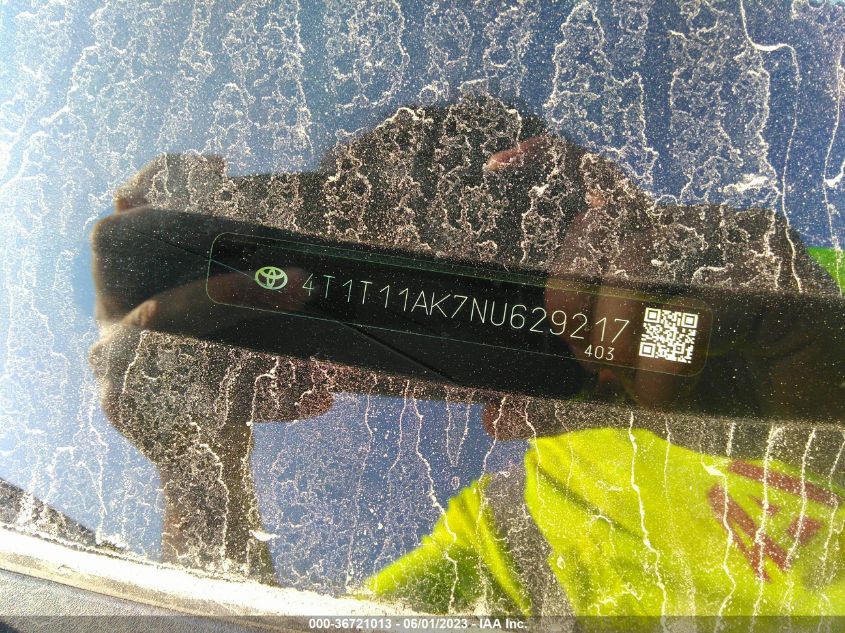 4T1T11AK7NU629217
403
000-36721013 - 06/01/2023 - IAA Inc.